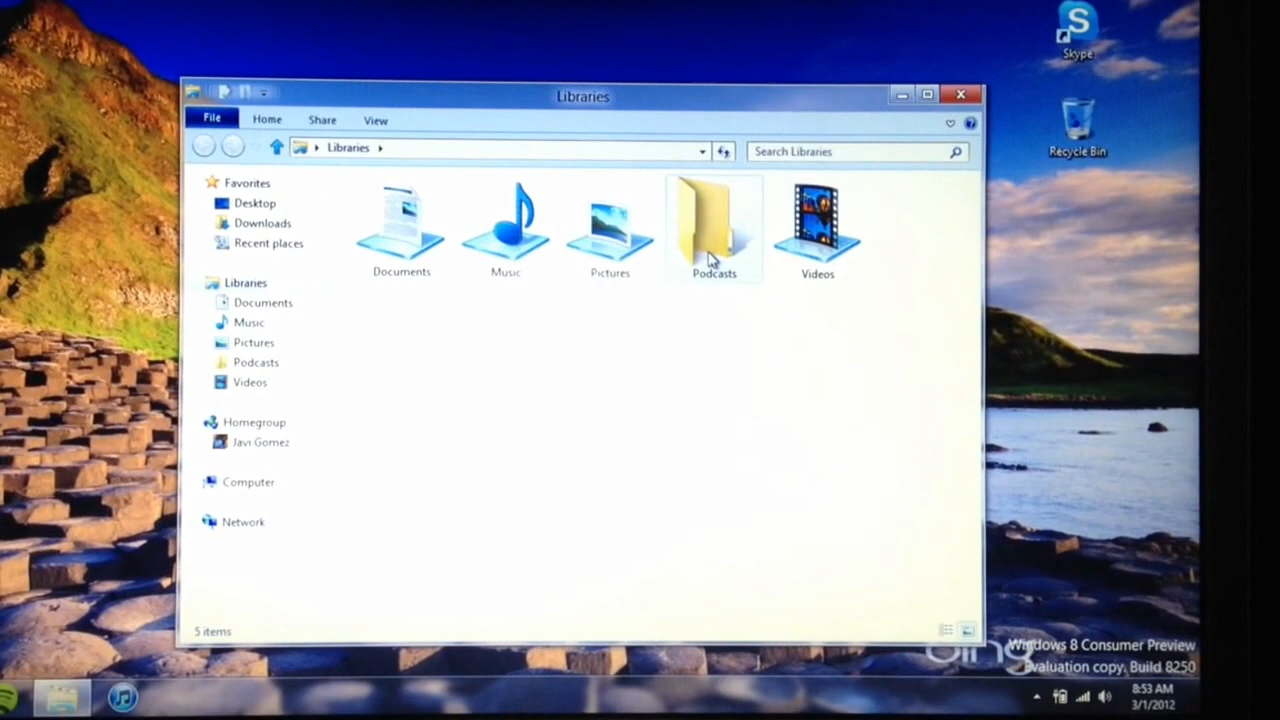 Skype
Recycle Bin
Libraries
File Home Share View
Libraries
Search Libraries
Favorites
Desktop
Downloads
Recent places
Libraries
Documents
Music
Pictures
Podcasts
Videos
Homegroup
Javi Gomez
Computer
Network
Documents Music Pictures Podcasts Videos
5 items
bing
Windows 8 Consumer Preview
Evaluation copy. Build 8250
8:53 AM
3/1/2012